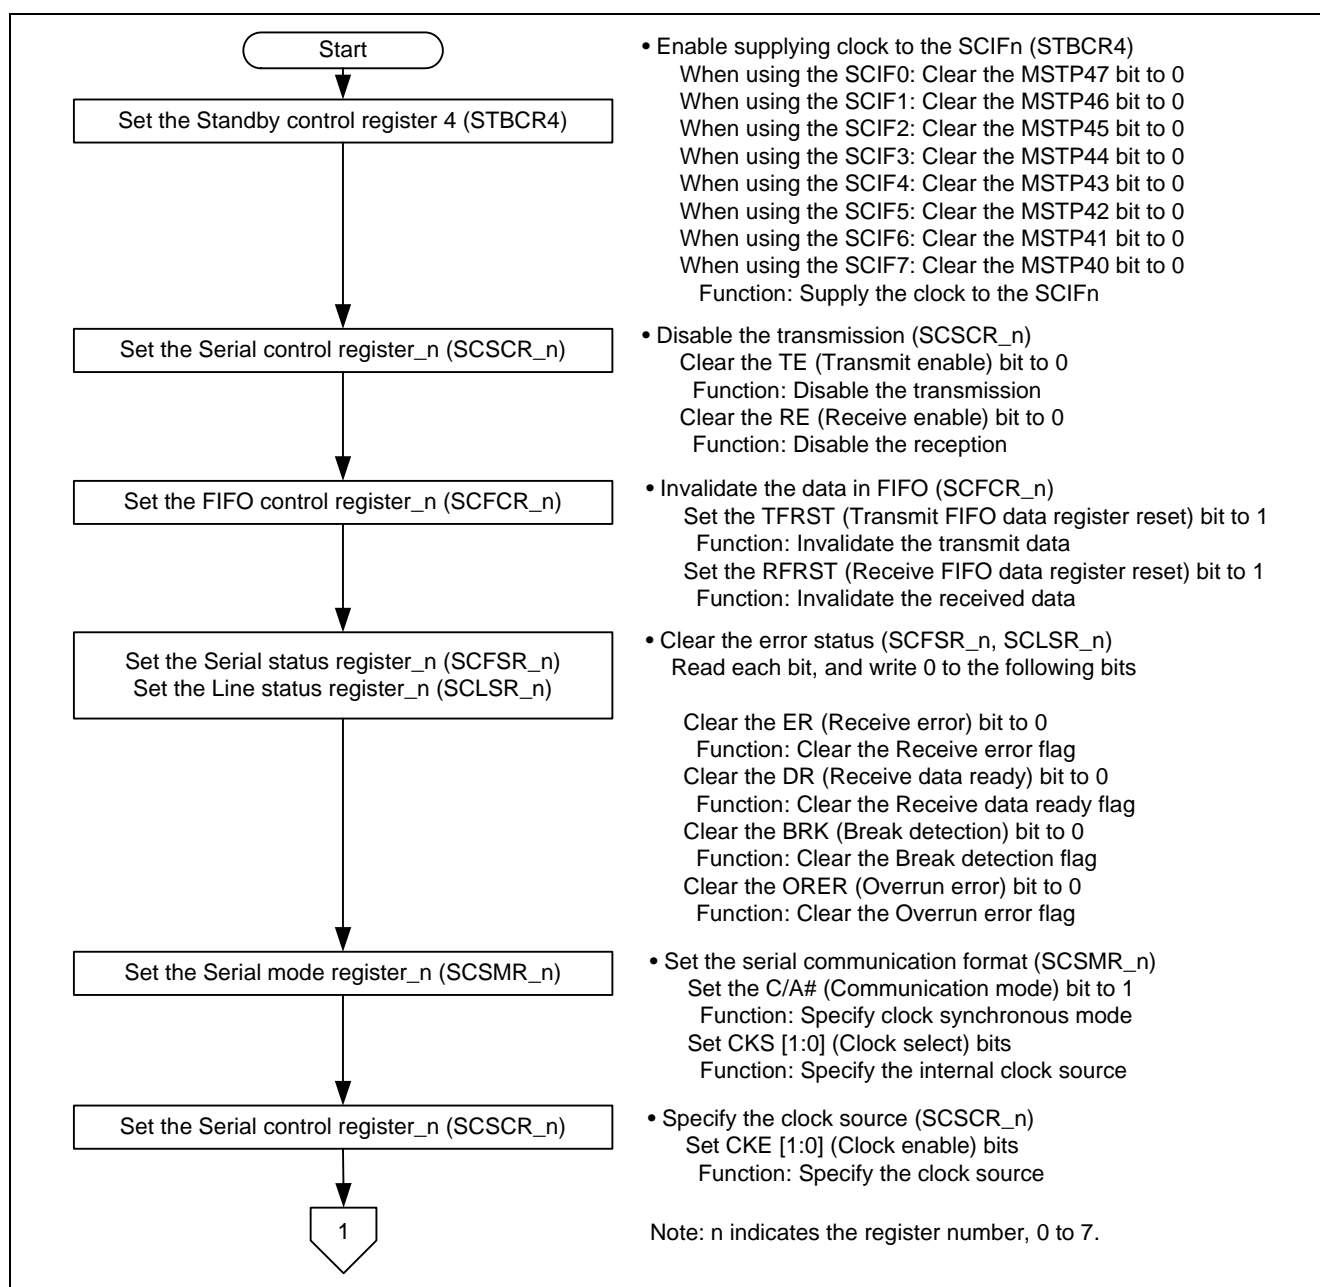 Start
• Enable supplying clock to the SCIFn (STBCR4)
When using the SCIF0: Clear the MSTP47 bit to 0
When using the SCIF1: Clear the MSTP46 bit to 0
Set the Standby control register 4 (STBCR4)
When using the SCIF2: Clear the MSTP45 bit to 0
When using the SCIF3: Clear the MSTP44 bit to 0
When using the SCIF4: Clear the MSTP43 bit to 0
When using the SCIF5: Clear the MSTP42 bit to 0
When using the SCIF6: Clear the MSTP41 bit to 0
When using the SCIF7: Clear the MSTP40 bit to 0
Function: Supply the clock to the SCIFn
Set the Serial control register_n (SCSCR_n)
• Disable the transmission (SCSCR_n)
Clear the TE (Transmit enable) bit to 0
Function: Disable the transmission
Clear the RE (Receive enable) bit to 0
Function: Disable the reception
Set the FIFO control register_n (SCFCR_n)
• Invalidate the data in FIFO (SCFCR_n)
Set the TFRST (Transmit FIFO data register reset) bit to 1
Function: Invalidate the transmit data
Set the RFRST (Receive FIFO data register reset) bit to 1
Function: Invalidate the received data
Set the Serial status register_n (SCFSR_n)
Set the Line status register_n (SCLSR_n)
• Clear the error status (SCFSR_n, SCLSR_n)
Read each bit, and write 0 to the following bits
Clear the ER (Receive error) bit to 0
Function: Clear the Receive error flag
Clear the DR (Receive data ready) bit to 0
Function: Clear the Receive data ready flag
Clear the BRK (Break detection) bit to 0
Function: Clear the Break detection flag
Clear the ORER (Overrun error) bit to 0
Function: Clear the Overrun error flag
Set the Serial mode register_n (SCSMR_n)
• Set the serial communication format (SCSMR_n)
Set the C/A# (Communication mode) bit to 1
Function: Specify clock synchronous mode
Set CKS [1:0] (Clock select) bits
Function: Specify the internal clock source
Set the Serial control register_n (SCSCR_n)
• Specify the clock source (SCSCR_n)
Set CKE [1:0] (Clock enable) bits
Function: Specify the clock source
1
Note: n indicates the register number, 0 to 7.